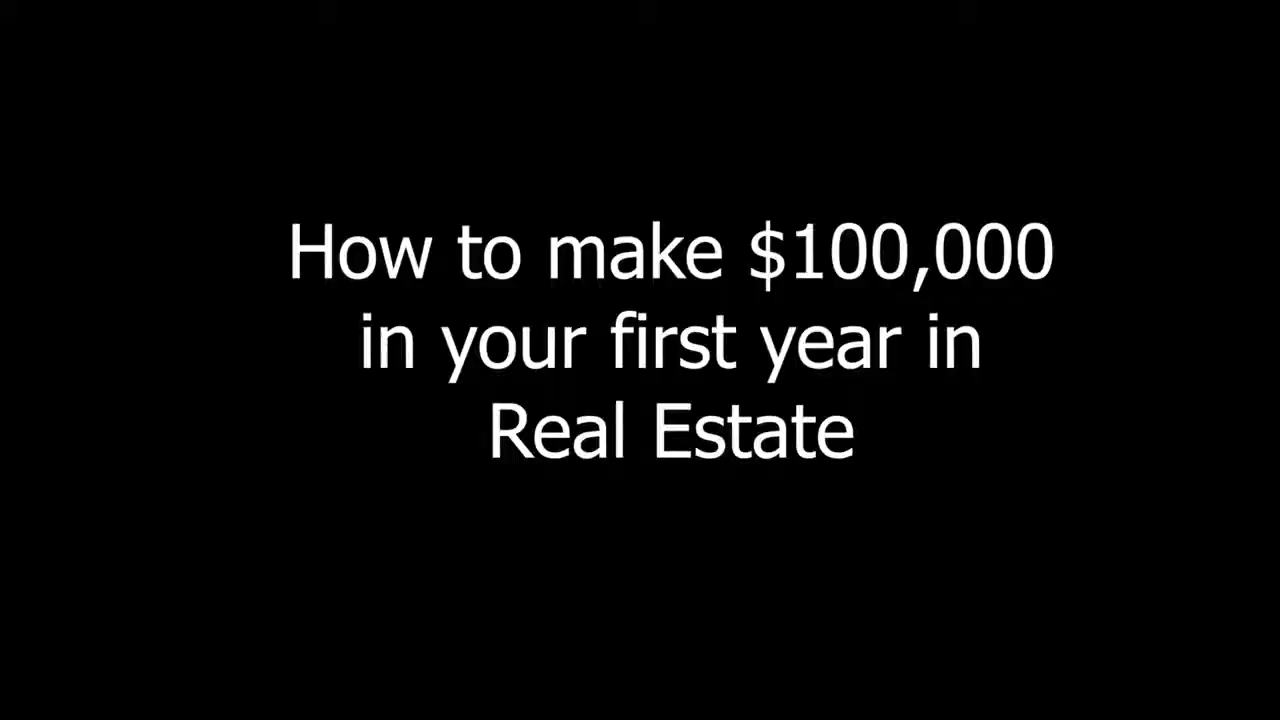 How to make $100,000
in your first year in
Real Estate